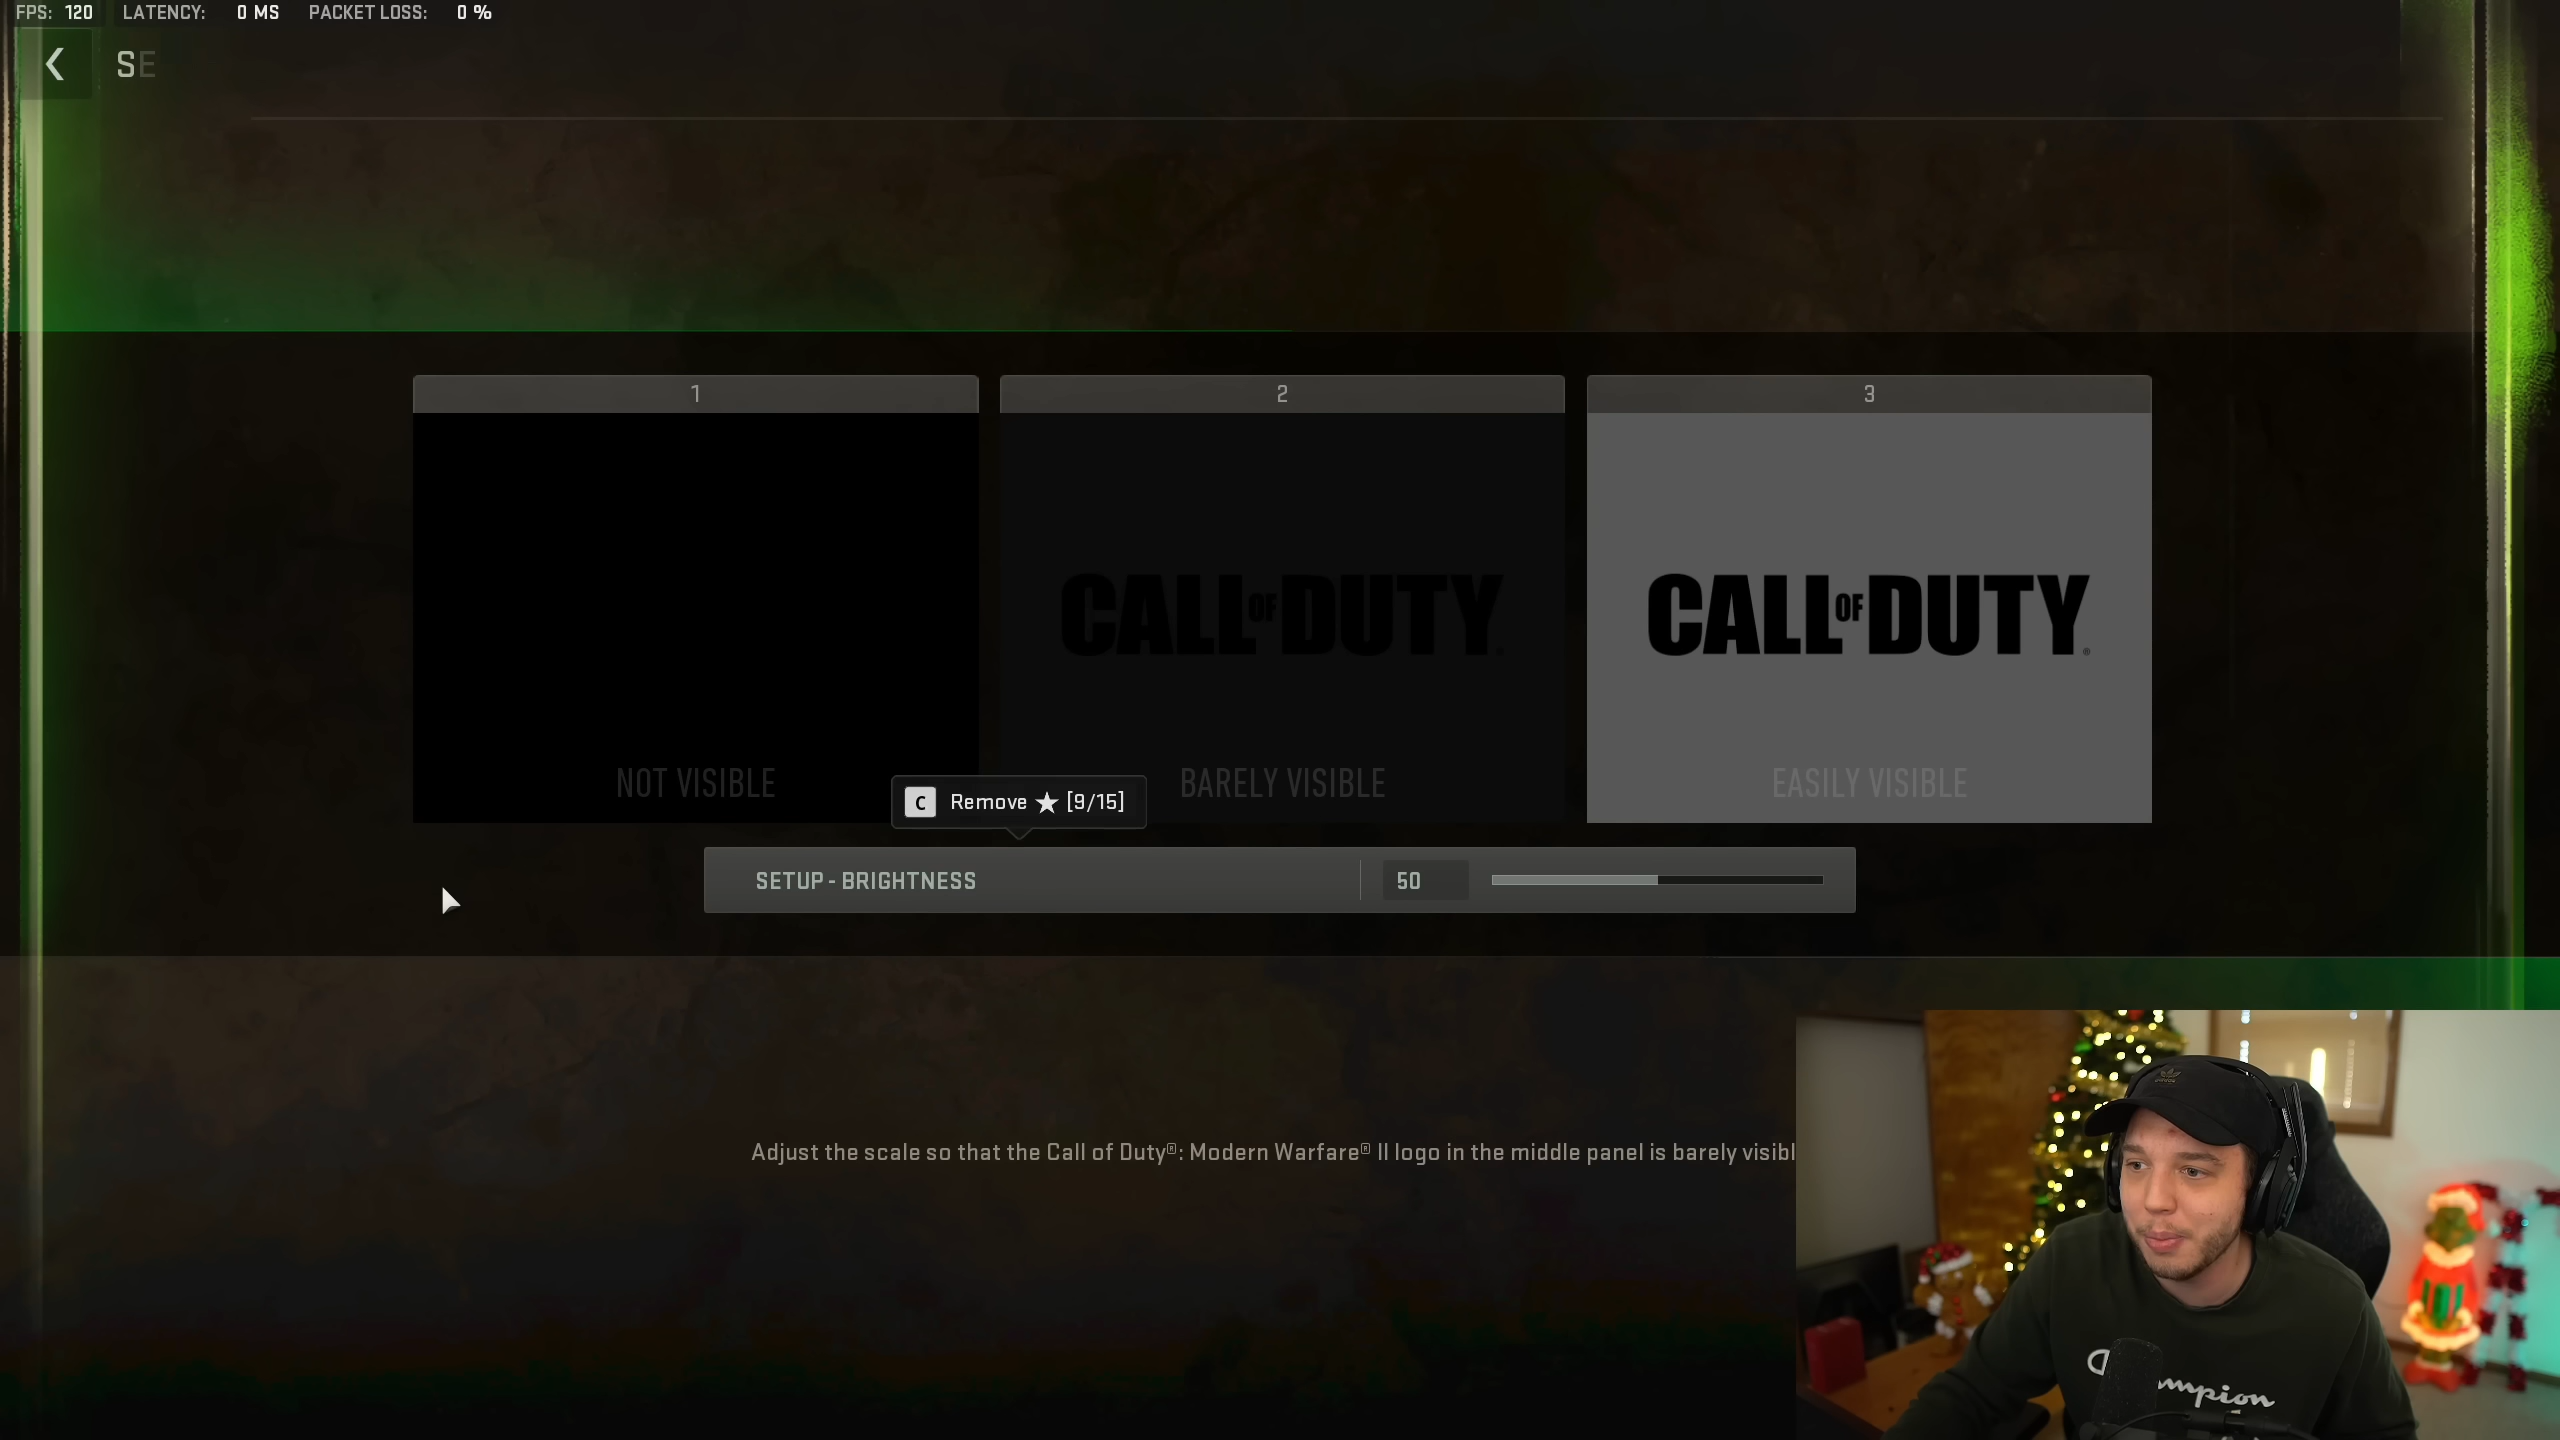 FPS: 120 LATENCY: 0 MS PACKET LOSS: 0 %
SE
1
2
3
CALL OF DUTY
CALL OF DUTY®
NOT VISIBLE
BARELY VISIBLE
EASILY VISIBLE
C Remove ★ [9/15]
SETUP - BRIGHTNESS 50
Adjust the scale so that the Call of Duty®: Modern Warfare® II logo in the middle panel is barely visibl
mpion